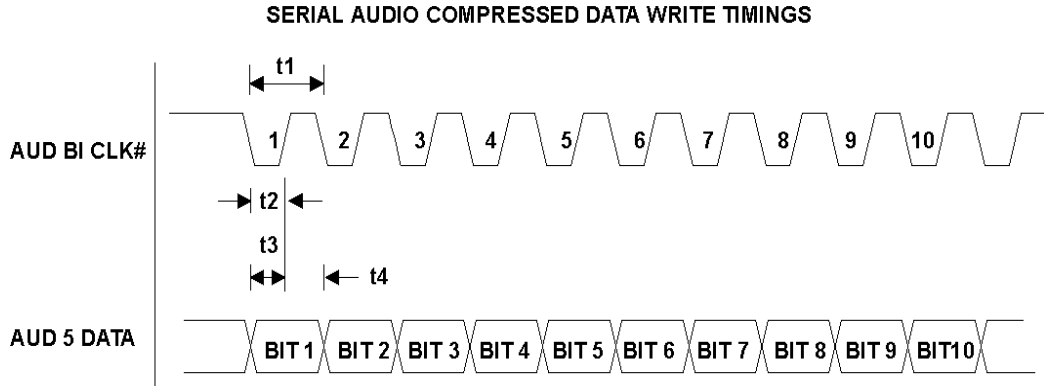 SERIAL AUDIO COMPRESSED DATA WRITE TIMINGS
t1
AUD BI CLK#
1 2 3 4 5 6 7 8 9 10
t2
t3
t4
AUD 5 DATA
BIT 1 BIT 2 BIT 3 BIT 4 BIT 5 BIT 6 BIT 7 BIT 8 BIT 9 BIT10